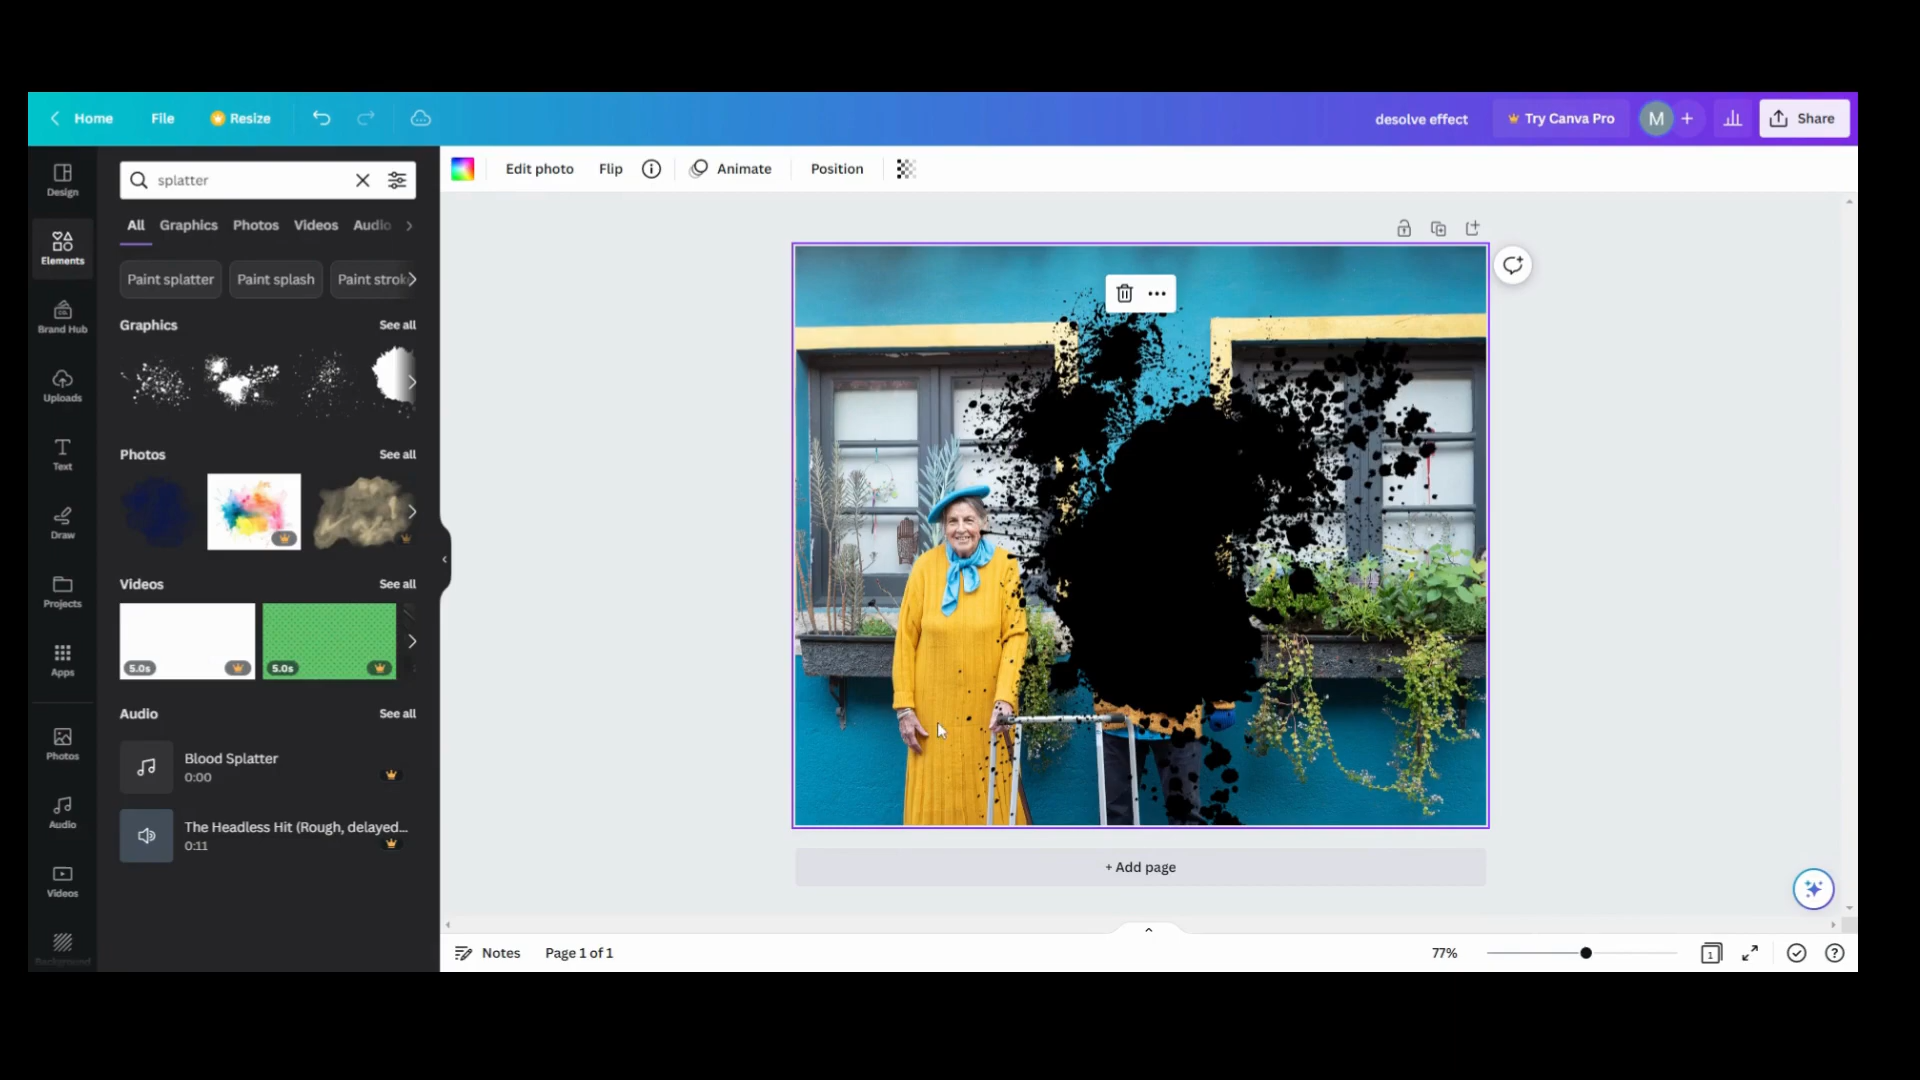 Home File Resize desolve effect Try Canva Pro M + Share
Design
Elements
Brand Hub
Uploads
Text
Draw
Projects
Apps
Photos
Audio
Videos
Background
splatter
All Graphics Photos Videos Audio
Paint splatter Paint splash Paint strok
Graphics See all
Photos See all
Videos See all
5.0s 5.0s
Audio See all
Blood Splatter
0:00
The Headless Hit (Rough, delayed...
0:11
Edit photo Flip Animate Position
+ Add page
Notes Page 1 of 1 77% 1